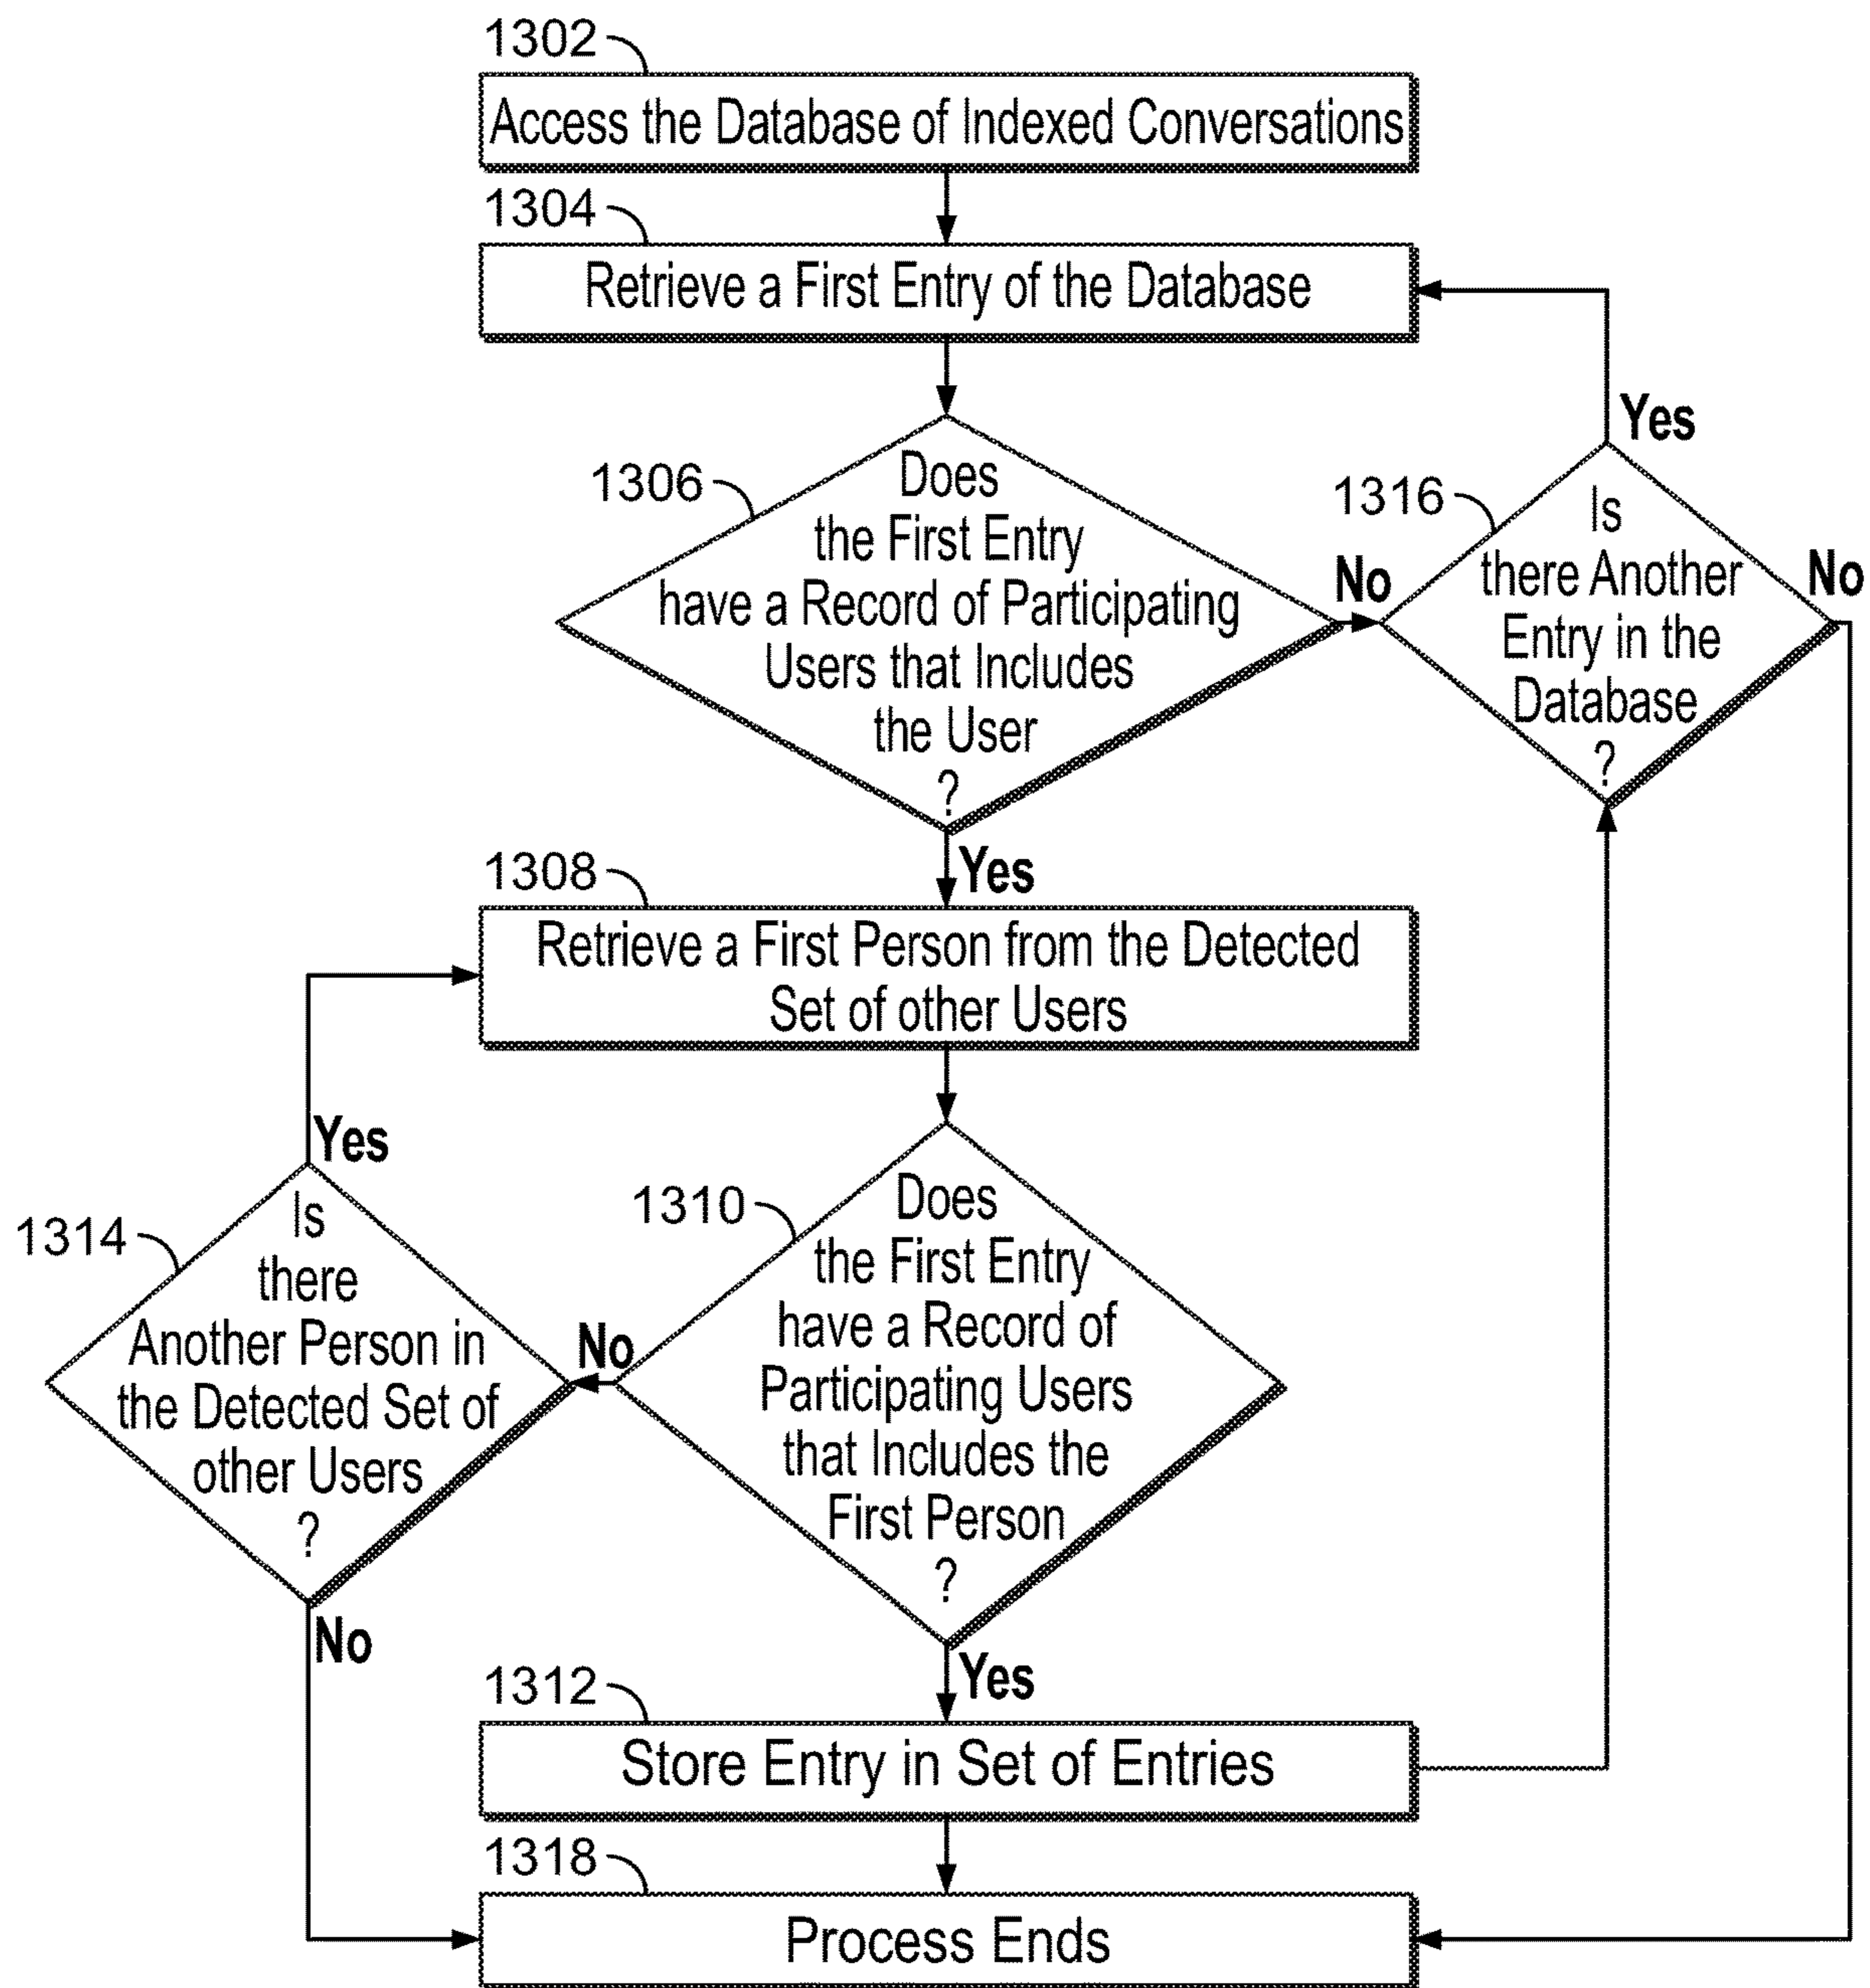 1302
Access the Database of Indexed Conversations
1304
Retrieve a First Entry of the Database
1306
Does
the First Entry
have a Record of Participating
Users that Includes
the User
?
No
Yes
1316
Is
there Another
Entry in the
Database
?
Yes
No
1308
Retrieve a First Person from the Detected
Set of other Users
1310
Does
the First Entry
have a Record of
Participating Users
that Includes the
First Person
?
No
Yes
1314
Is
there
Another Person in
the Detected Set of
other Users
?
Yes
No
1312
Store Entry in Set of Entries
1318
Process Ends